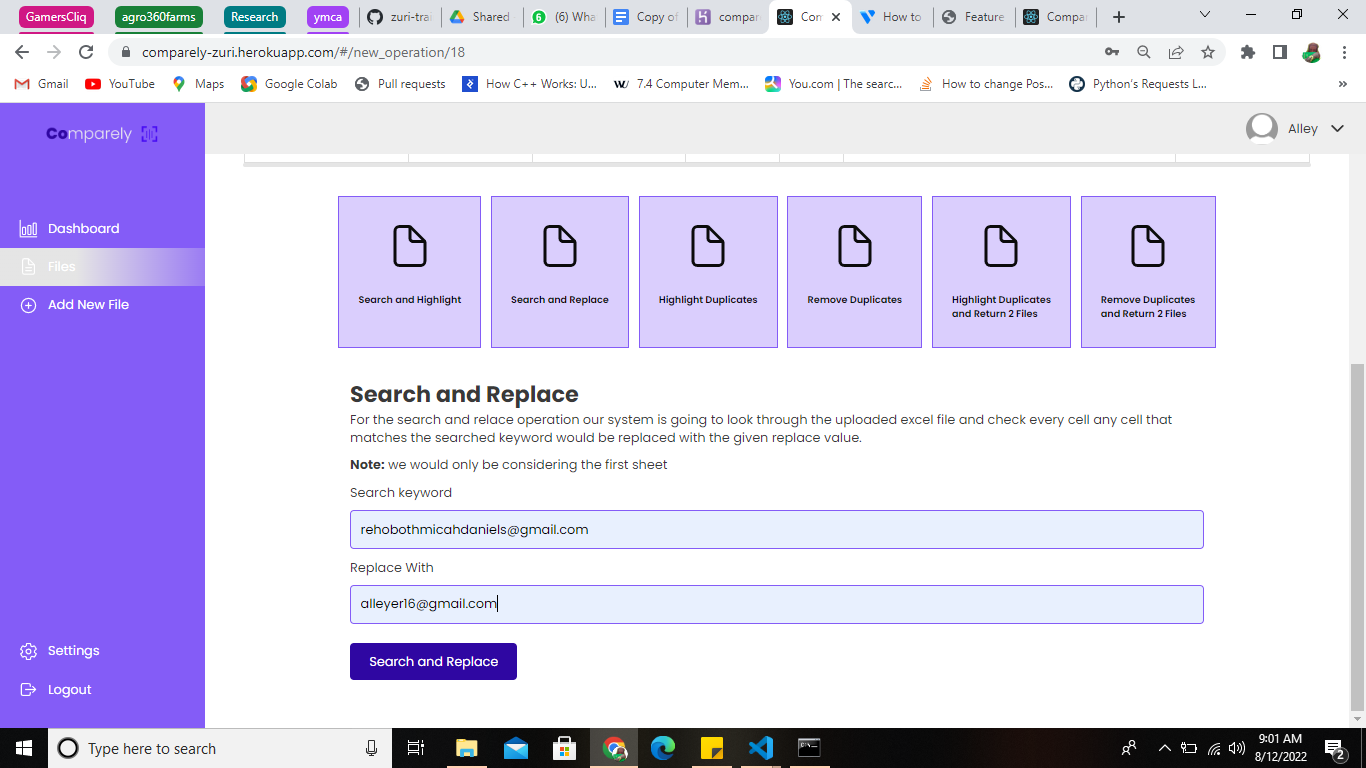 GamersCliq agro360farms Research ymca zuri-trai Shared (6) Wha Copy of compar Com How to Feature Compa
comparely-zuri.herokuapp.com/#/new_operation/18
Gmail YouTube Maps Google Colab Pull requests How C++ Works: U... 7.4 Computer Mem... You.com | The searc... How to change Pos... Python's Requests L... »
Comparely
Alley
Dashboard
Files
Add New File
Search and Highlight
Search and Replace
Highlight Duplicates
Remove Duplicates
Highlight Duplicates
and Return 2 Files
Remove Duplicates
and Return 2 Files
Search and Replace
For the search and relace operation our system is going to look through the uploaded excel file and check every cell any cell that
matches the searched keyword would be replaced with the given replace value.
Note: we would only be considering the first sheet
Search keyword
rehobothmicahdaniels@gmail.com
Replace With
alleyer16@gmail.com
Search and Replace
Settings
Logout
Type here to search
9:01 AM
8/12/2022
2